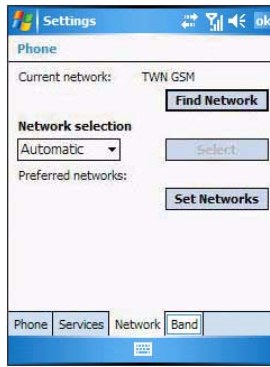 Settings
ok
Phone
Current network: TWN GSM
Find Network
Network selection
Automatic
Select
Preferred networks:
Set Networks
Phone Services Network Band